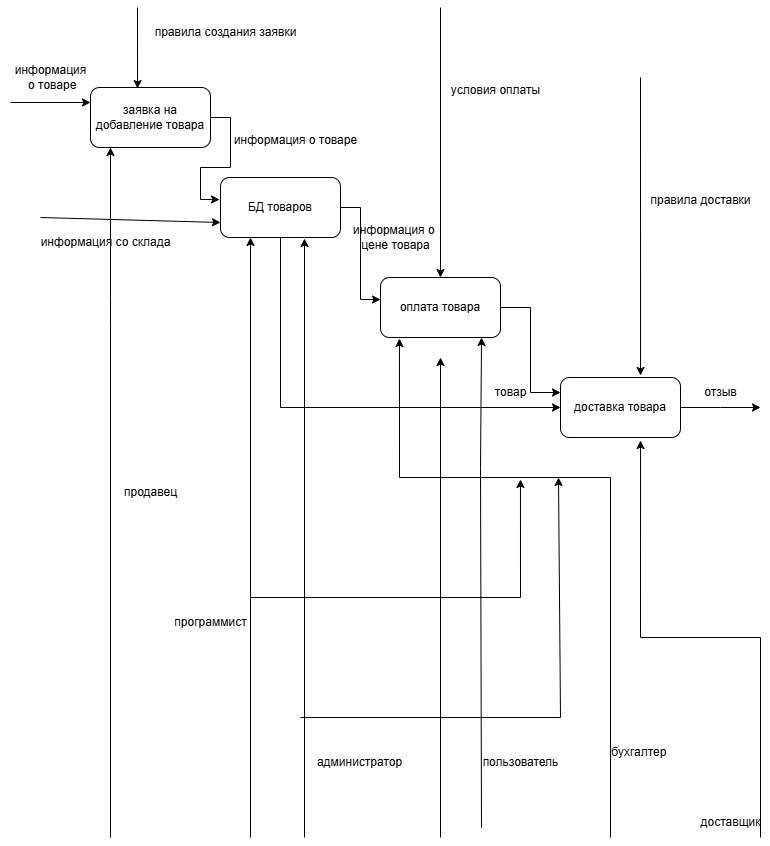 правила создания заявки
информация
о товаре
заявка на
добавление товара
условия оплаты
информация о товаре
правила доставки
БД товаров
информация со склада
информация о
цене товара
оплата товара
товар
отзыв
доставка товара
продавец
программист
администратор
пользователь
бухгалтер
доставщик